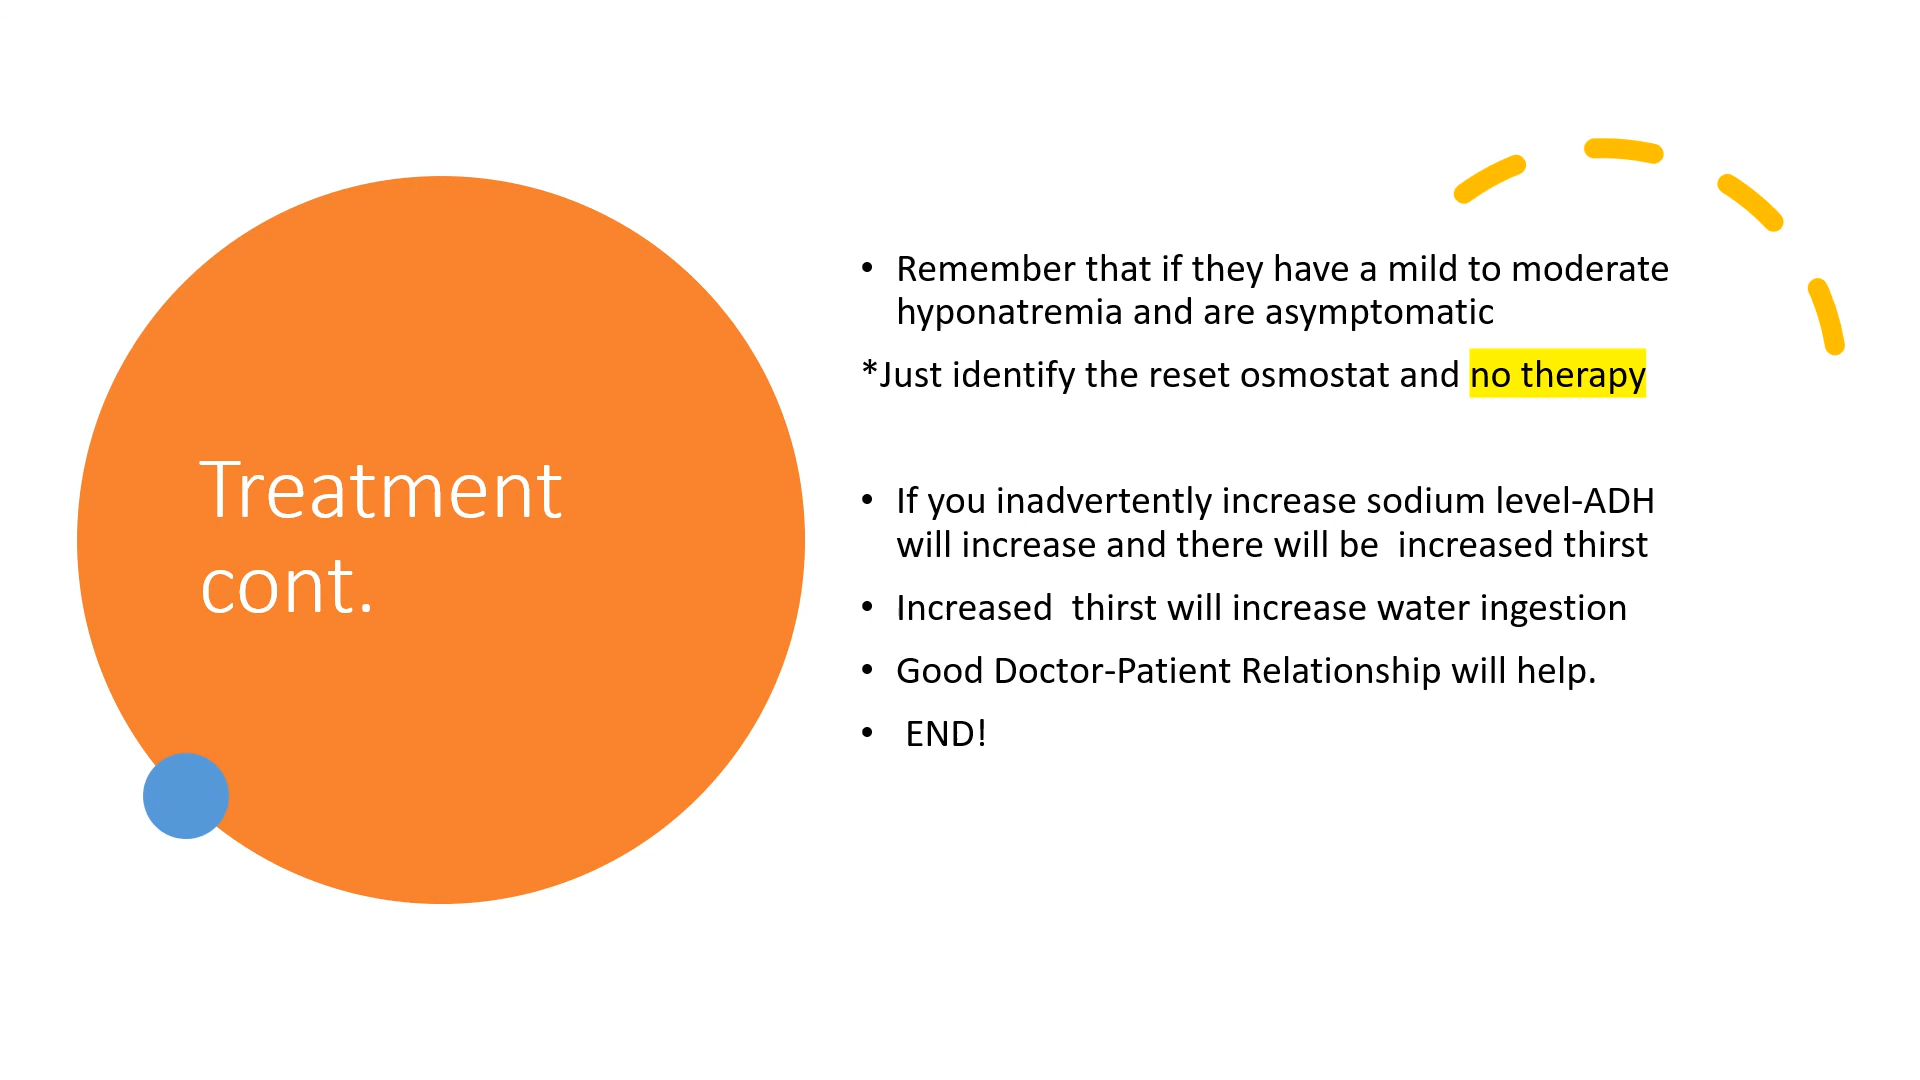 Treatment
cont.
• Remember that if they have a mild to moderate
hyponatremia and are asymptomatic
*Just identify the reset osmostat and no therapy
• If you inadvertently increase sodium level-ADH
will increase and there will be  increased thirst
• Increased  thirst will increase water ingestion
• Good Doctor-Patient Relationship will help.
•  END!